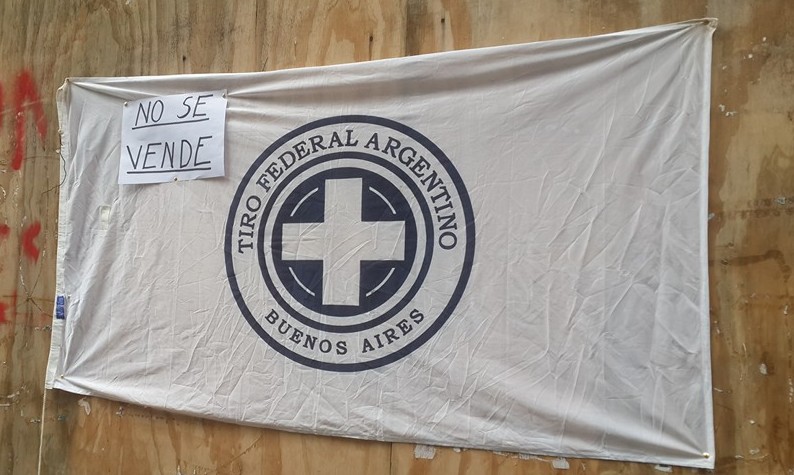 NO SE
VENDE
TIRO FEDERAL ARGENTINO
BUENOS AIRES